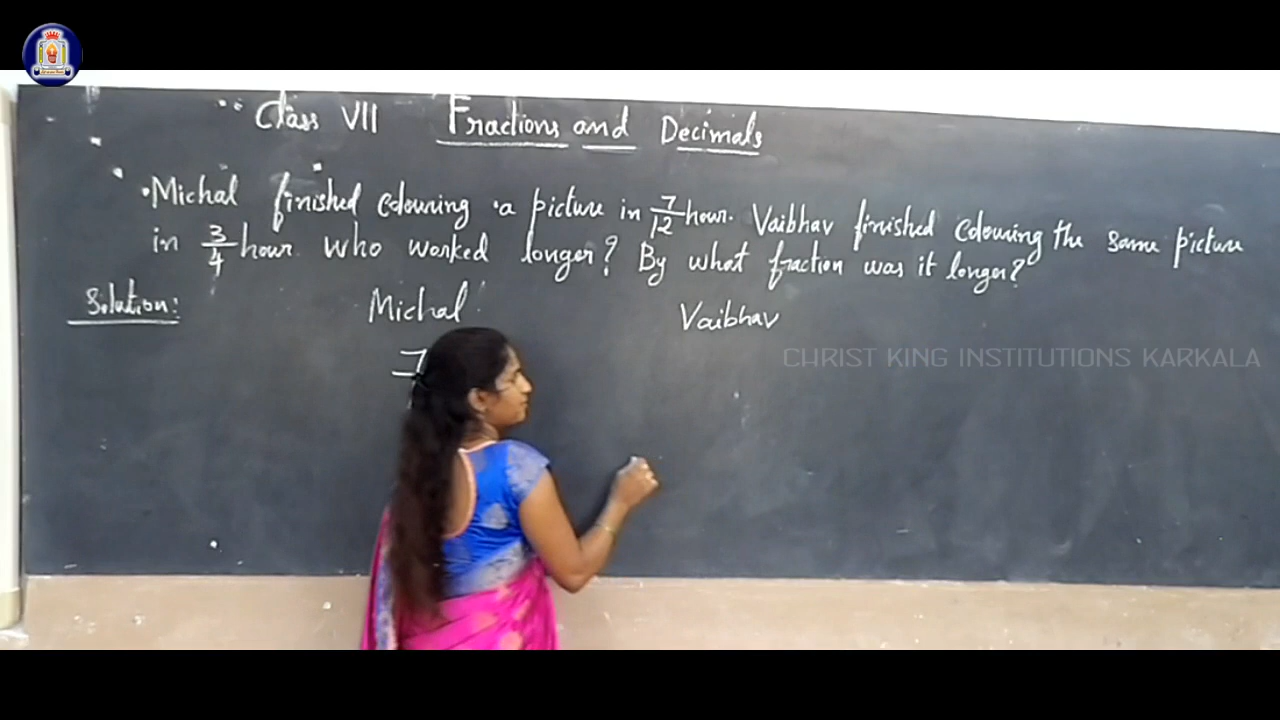 Class VII Fractions and Decimals
Michal finished colouring a picture in 7/12 hour. Vaibhav finished colouring the same picture
in 3/4 hour. Who worked longer? By what fraction was it longer?
Solution: Michal Vaibhav
CHRIST KING INSTITUTIONS KARKALA
7